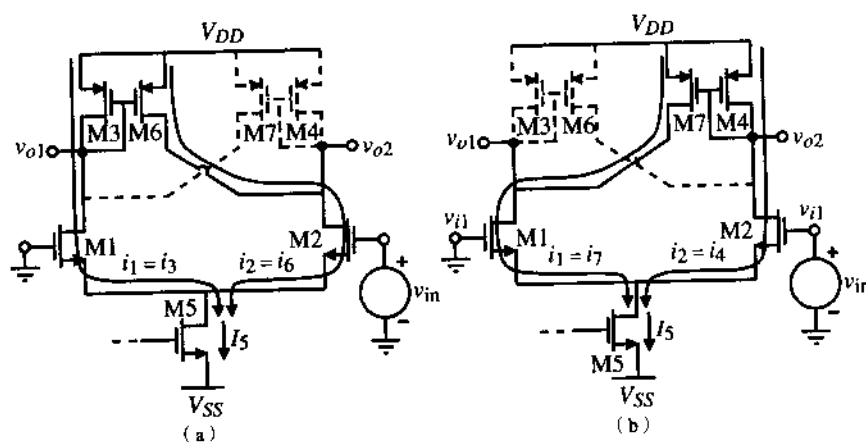 V_DD
M3 M6
M7 M4
v_o1
v_o2
M1
M2
i_1 = i_3
i_2 = i_6
v_in
+
-
M5
I_5
V_SS
(a)
V_DD
M3 M6
M7 M4
v_o1
v_o2
v_i1
M1
M2
v_i1
i_1 = i_7
i_2 = i_4
v_in
+
-
I_5
M5
V_SS
(b)